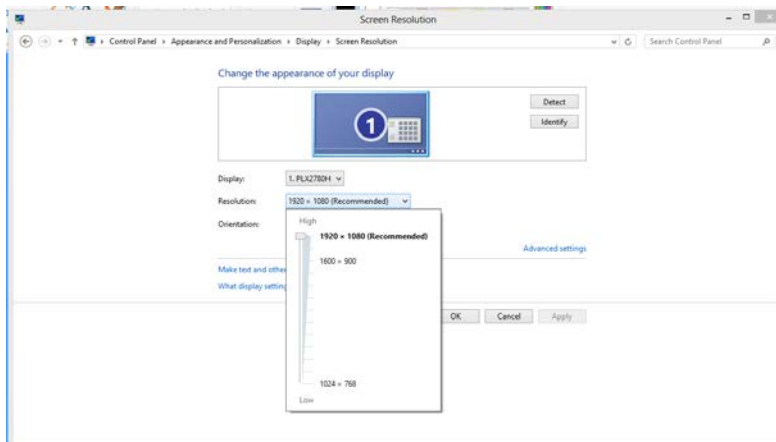 Screen Resolution
Control Panel › Appearance and Personalization › Display › Screen Resolution
Search Control Panel
Change the appearance of your display
1
Detect
Identify
Display: 1. PLX2780H
Resolution: 1920 × 1080 (Recommended)
Orientation:
High
1920 × 1080 (Recommended)
1600 × 900
1024 × 768
Low
Advanced settings
Make text and other
What display setting
OK Cancel Apply